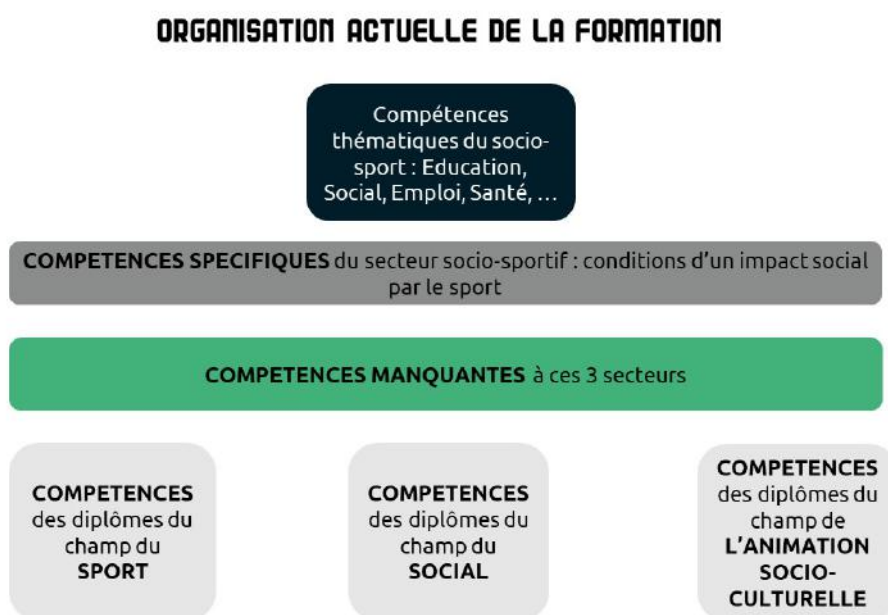 ORGANISATION ACTUELLE DE LA FORMATION
Compétences
thématiques du socio-
sport : Education,
Social, Emploi, Santé, …
COMPETENCES SPECIFIQUES du secteur socio-sportif : conditions d'un impact social
par le sport
COMPETENCES MANQUANTES à ces 3 secteurs
COMPETENCES
des diplômes du
champ du
SPORT
COMPETENCES
des diplômes du
champ du
SOCIAL
COMPETENCES
des diplômes du
champ de
L'ANIMATION
SOCIO-
CULTURELLE